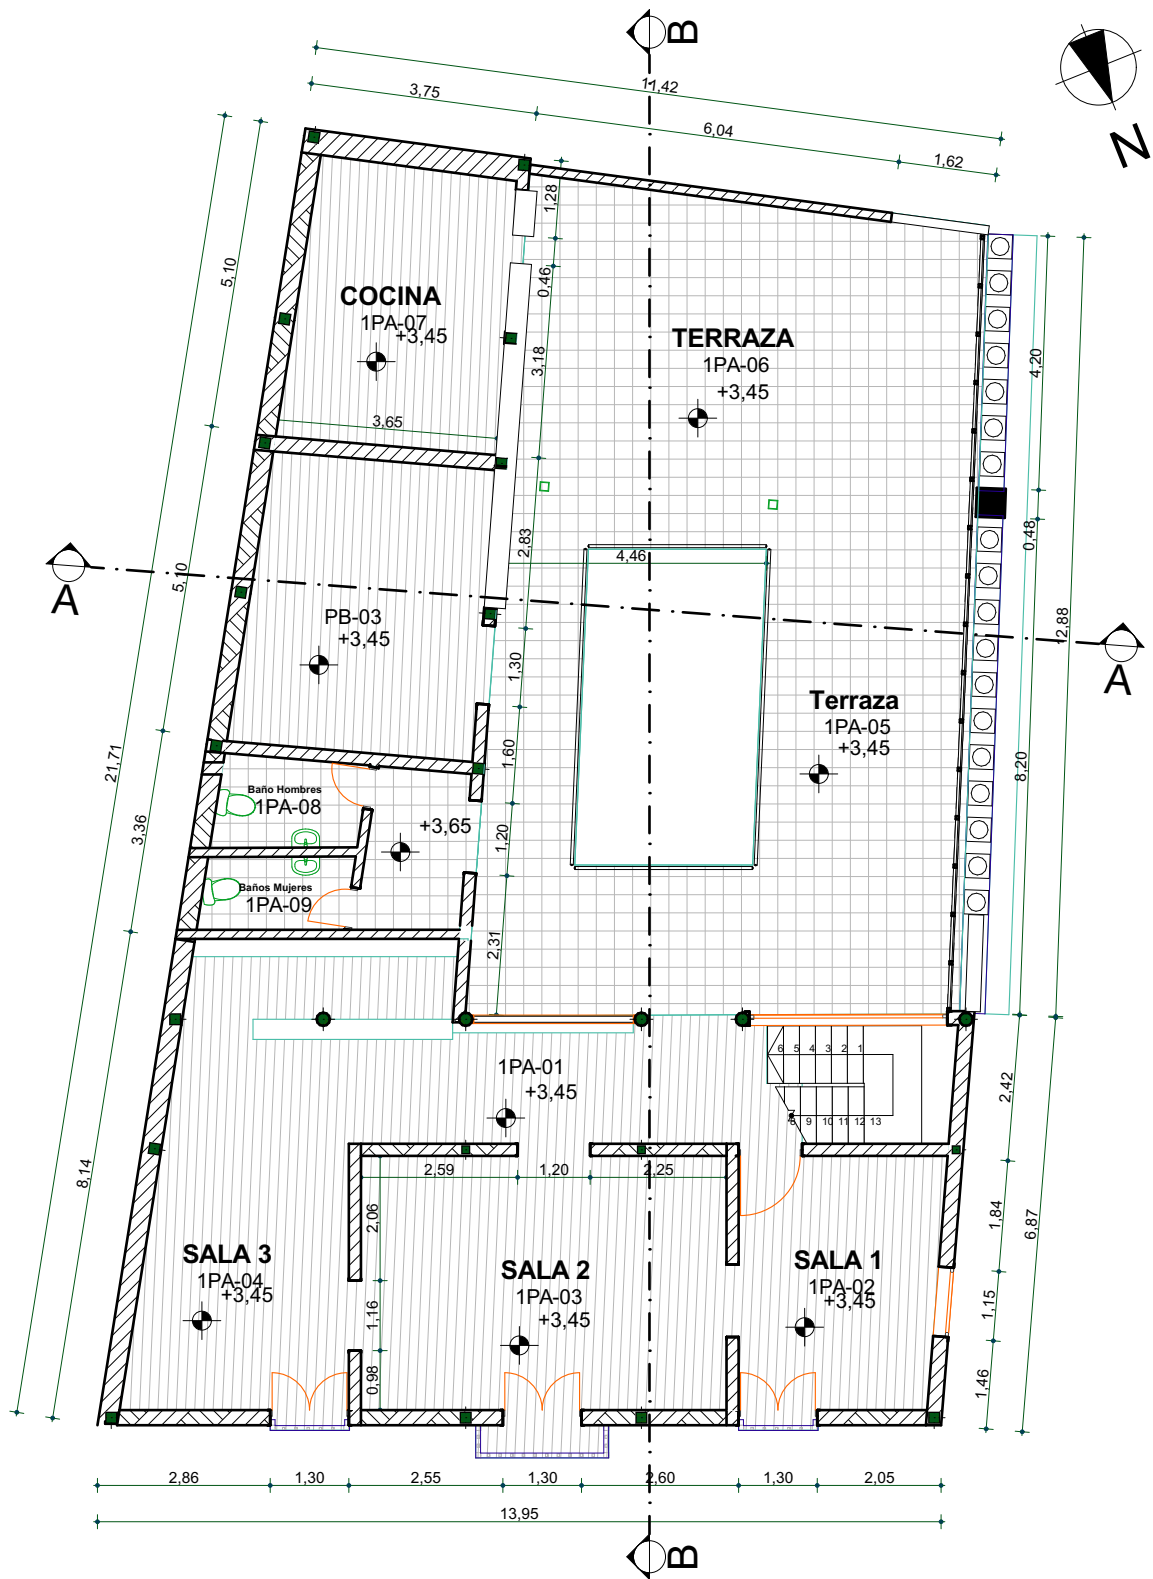 B
N
11,42
3,75
6,04
1,62
1,28
5,10
0,46
COCINA
1PA-07
+3,45
TERRAZA
1PA-06
+3,45
3,18
4,20
3,65
2,83
0,48
4,46
A
5,10
PB-03
+3,45
12,88
A
1,30
Terraza
1PA-05
+3,45
21,71
1,60
8,20
Baño Hombres
1PA-08
+3,65
3,36
1,20
Baños Mujeres
1PA-09
2,31
6 5 4 3 2 1
1PA-01
+3,45
2,42
8 9 10 11 12 13
8,14
2,59
1,20
2,25
2,06
1,84
6,87
SALA 3
1PA-04
+3,45
SALA 2
1PA-03
+3,45
SALA 1
1PA-02
+3,45
1,16
1,15
0,98
1,46
2,86
1,30
2,55
1,30
2,60
1,30
2,05
13,95
B